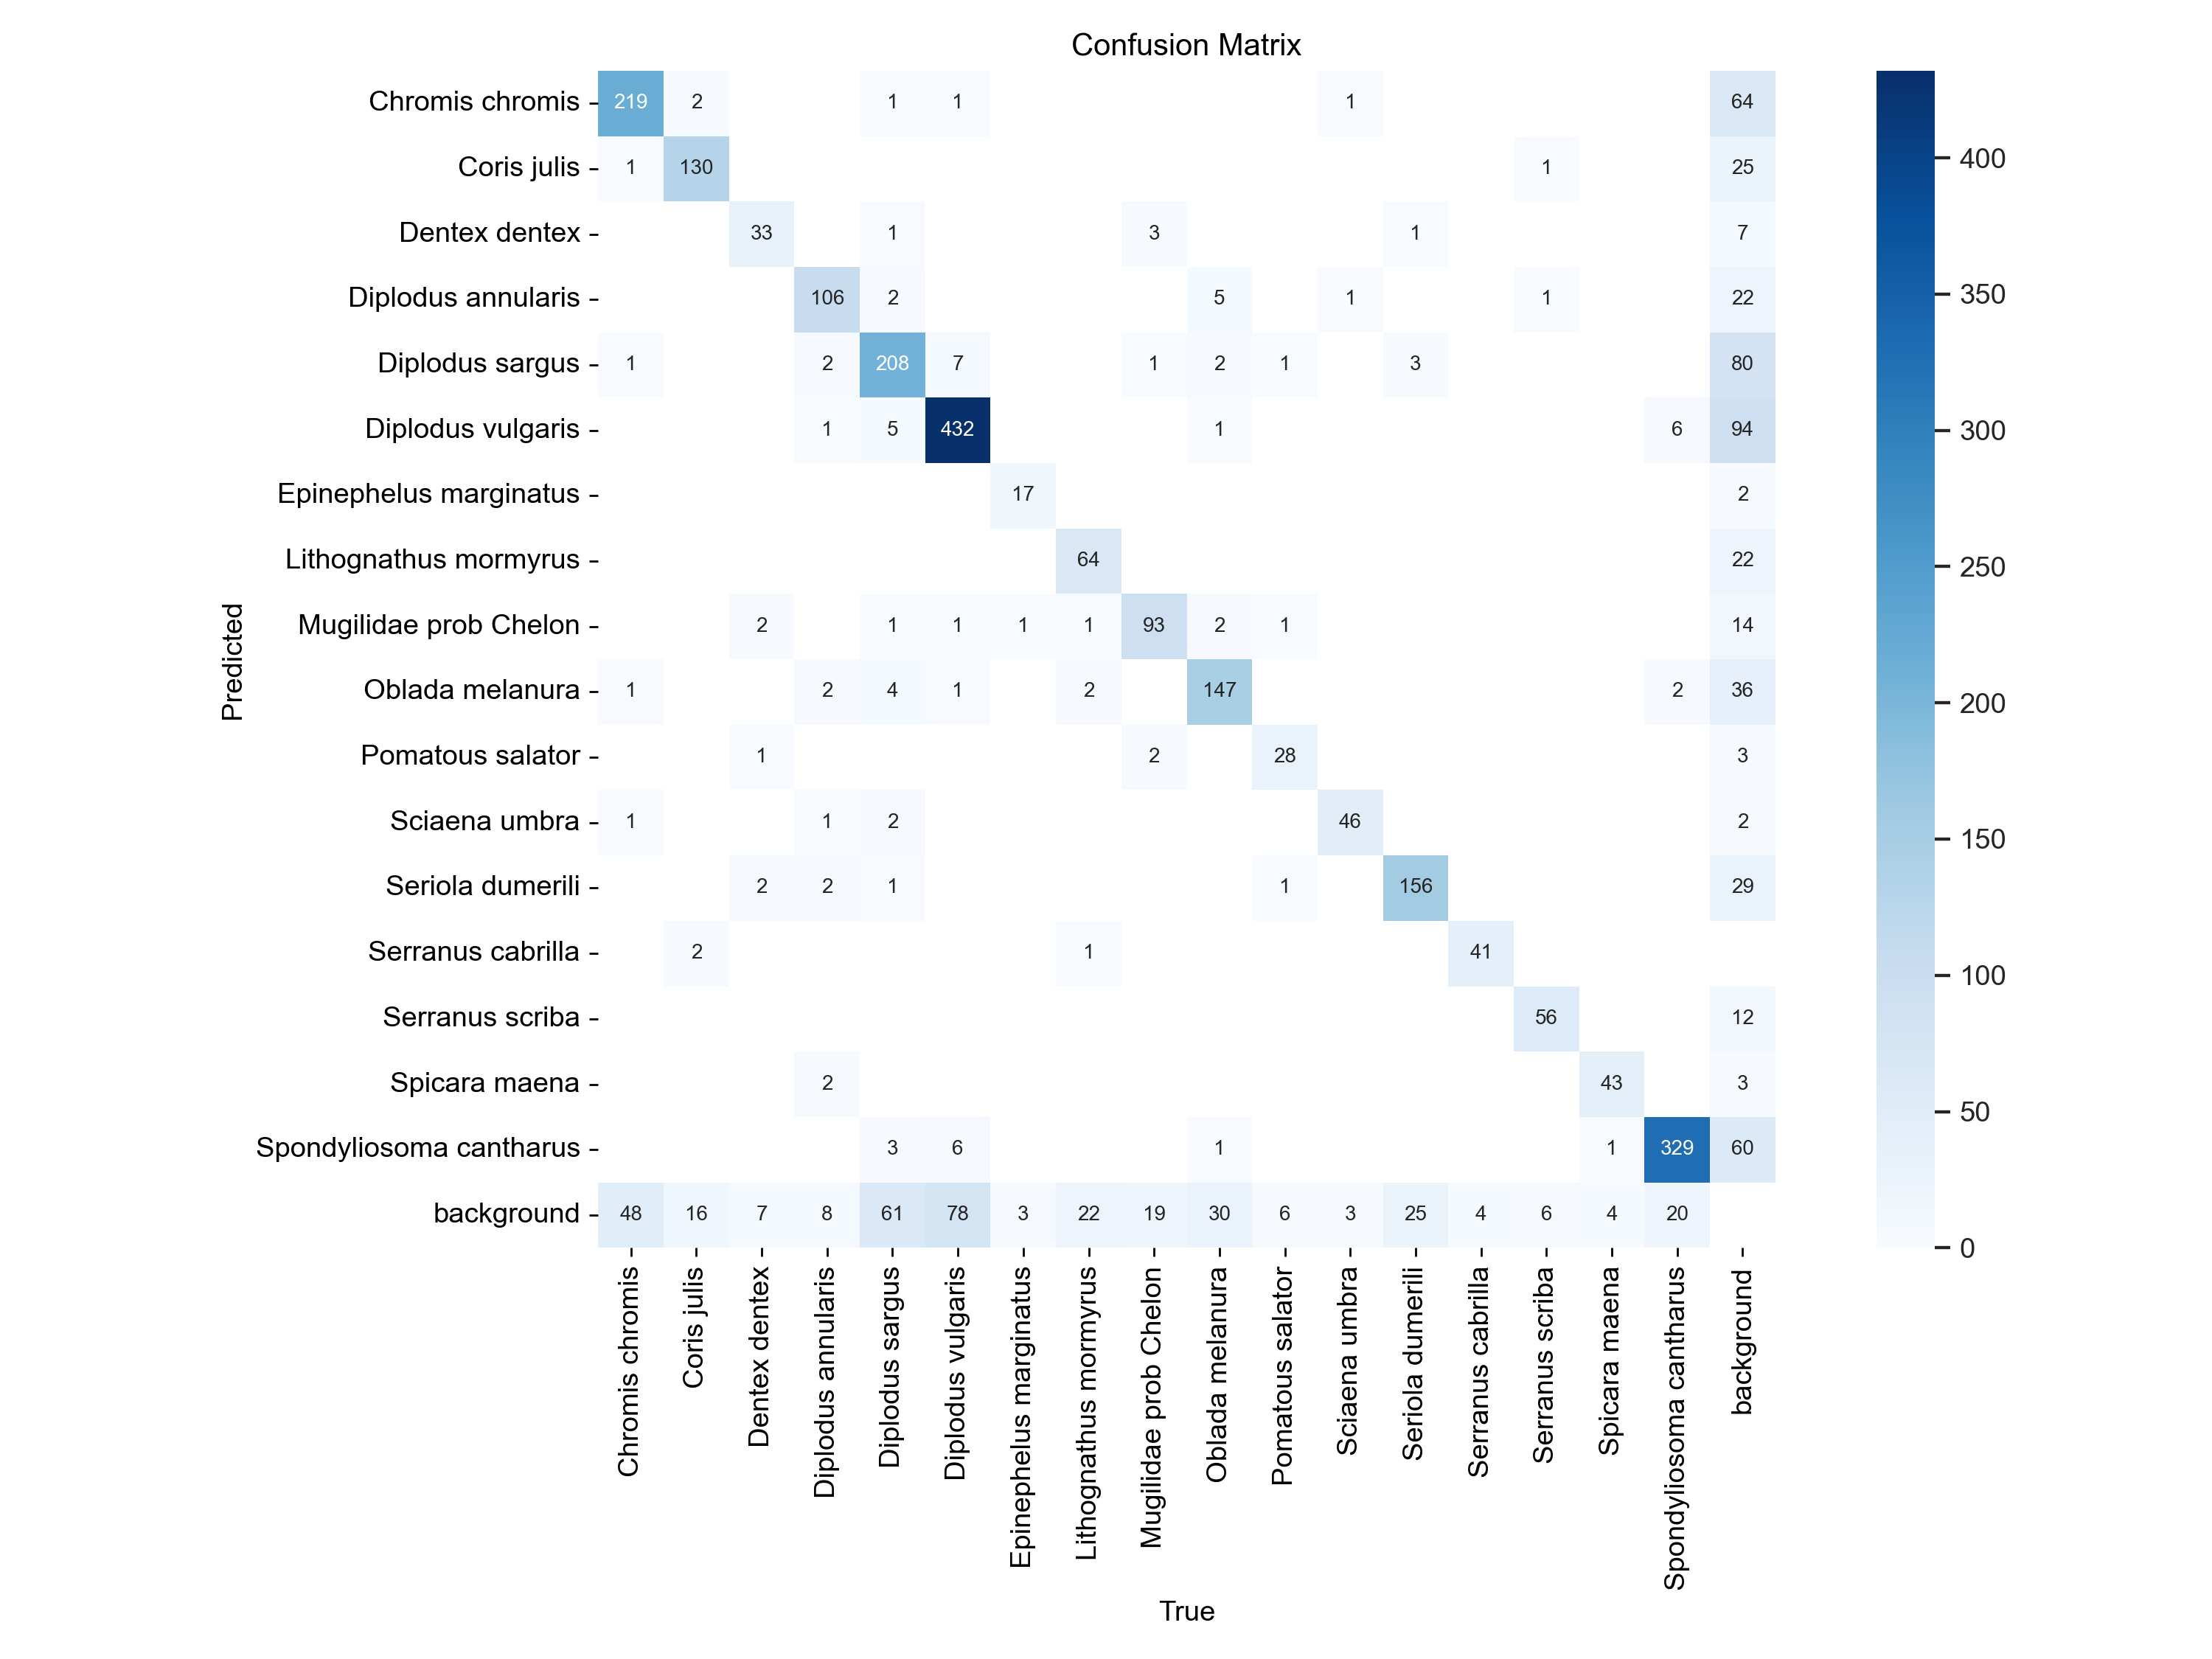 Confusion Matrix
Chromis chromis 219 2 1 1 1 64
Coris julis 1 130 1 25
400
Dentex dentex 33 1 3 1 7
Diplodus annularis 106 2 5 1 1 22
350
Diplodus sargus 1 2 208 7 1 2 1 3 80
Diplodus vulgaris 1 5 432 1 6 94
300
Epinephelus marginatus 17 2
Lithognathus mormyrus 64 22
250
Mugilidae prob Chelon 2 1 1 1 1 93 2 1 14
Predicted
Oblada melanura 1 2 4 1 2 147 2 36
200
Pomatous salator 1 2 28 3
Sciaena umbra 1 1 2 46 2
150
Seriola dumerili 2 2 1 1 156 29
Serranus cabrilla 2 1 41
100
Serranus scriba 56 12
Spicara maena 2 43 3
50
Spondyliosoma cantharus 3 6 1 1 329 60
background 48 16 7 8 61 78 3 22 19 30 6 3 25 4 6 4 20
0
Chromis chromis
Coris julis
Dentex dentex
Diplodus annularis
Diplodus sargus
Diplodus vulgaris
Epinephelus marginatus
Lithognathus mormyrus
Mugilidae prob Chelon
Oblada melanura
Pomatous salator
Sciaena umbra
Seriola dumerili
Serranus cabrilla
Serranus scriba
Spicara maena
Spondyliosoma cantharus
background
True